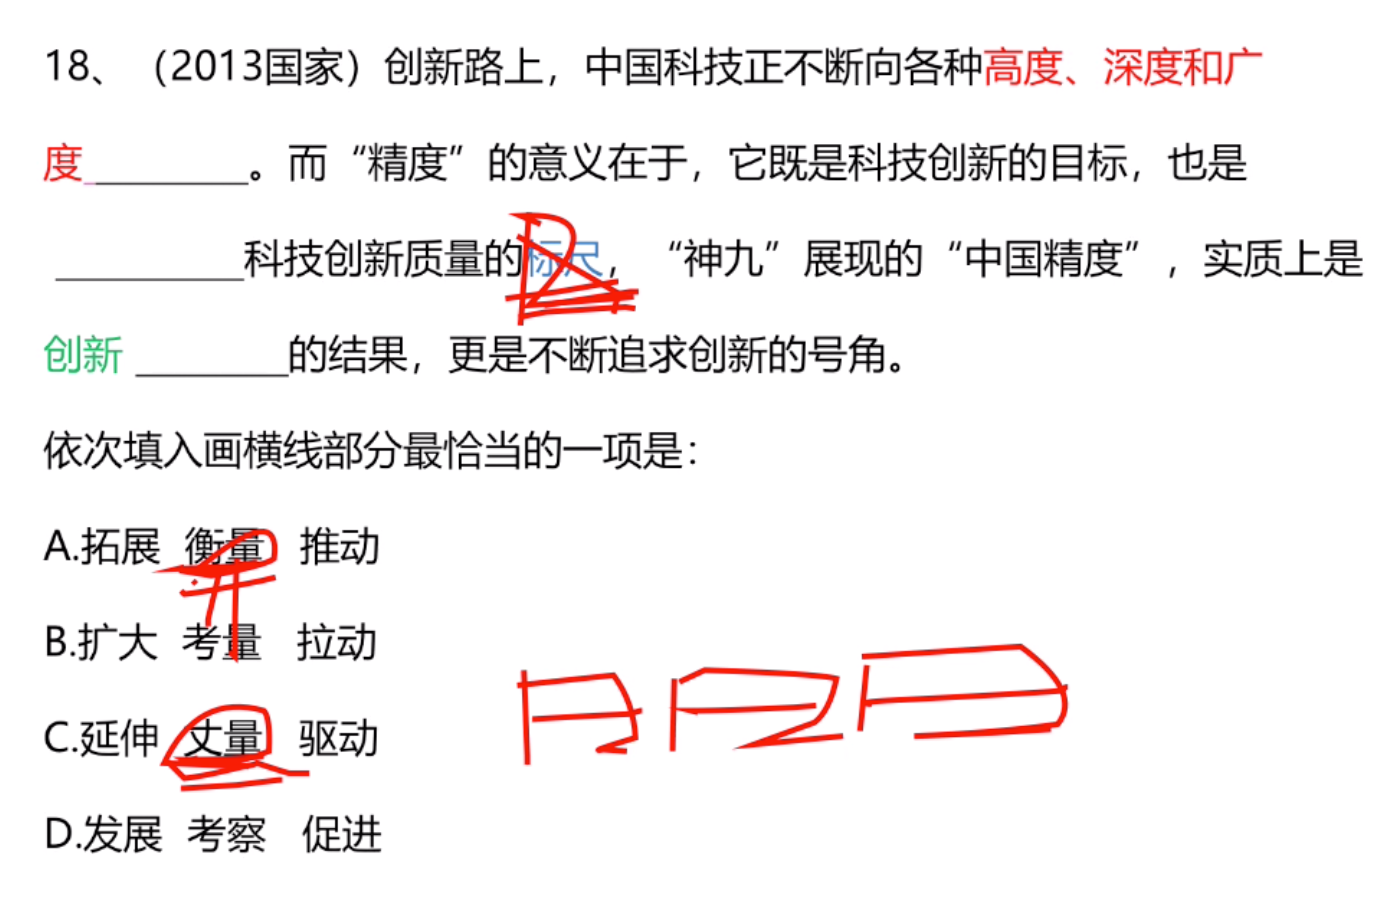 18、（2013国家）创新路上，中国科技正不断向各种高度、深度和广
度________。而“精度”的意义在于，它既是科技创新的目标，也是
_________科技创新质量的标尺，“神九”展现的“中国精度”，实质上是
创新 _______的结果，更是不断追求创新的号角。
依次填入画横线部分最恰当的一项是：
A.拓展 衡量 推动
B.扩大 考量 拉动
C.延伸 丈量 驱动
D.发展 考察 促进